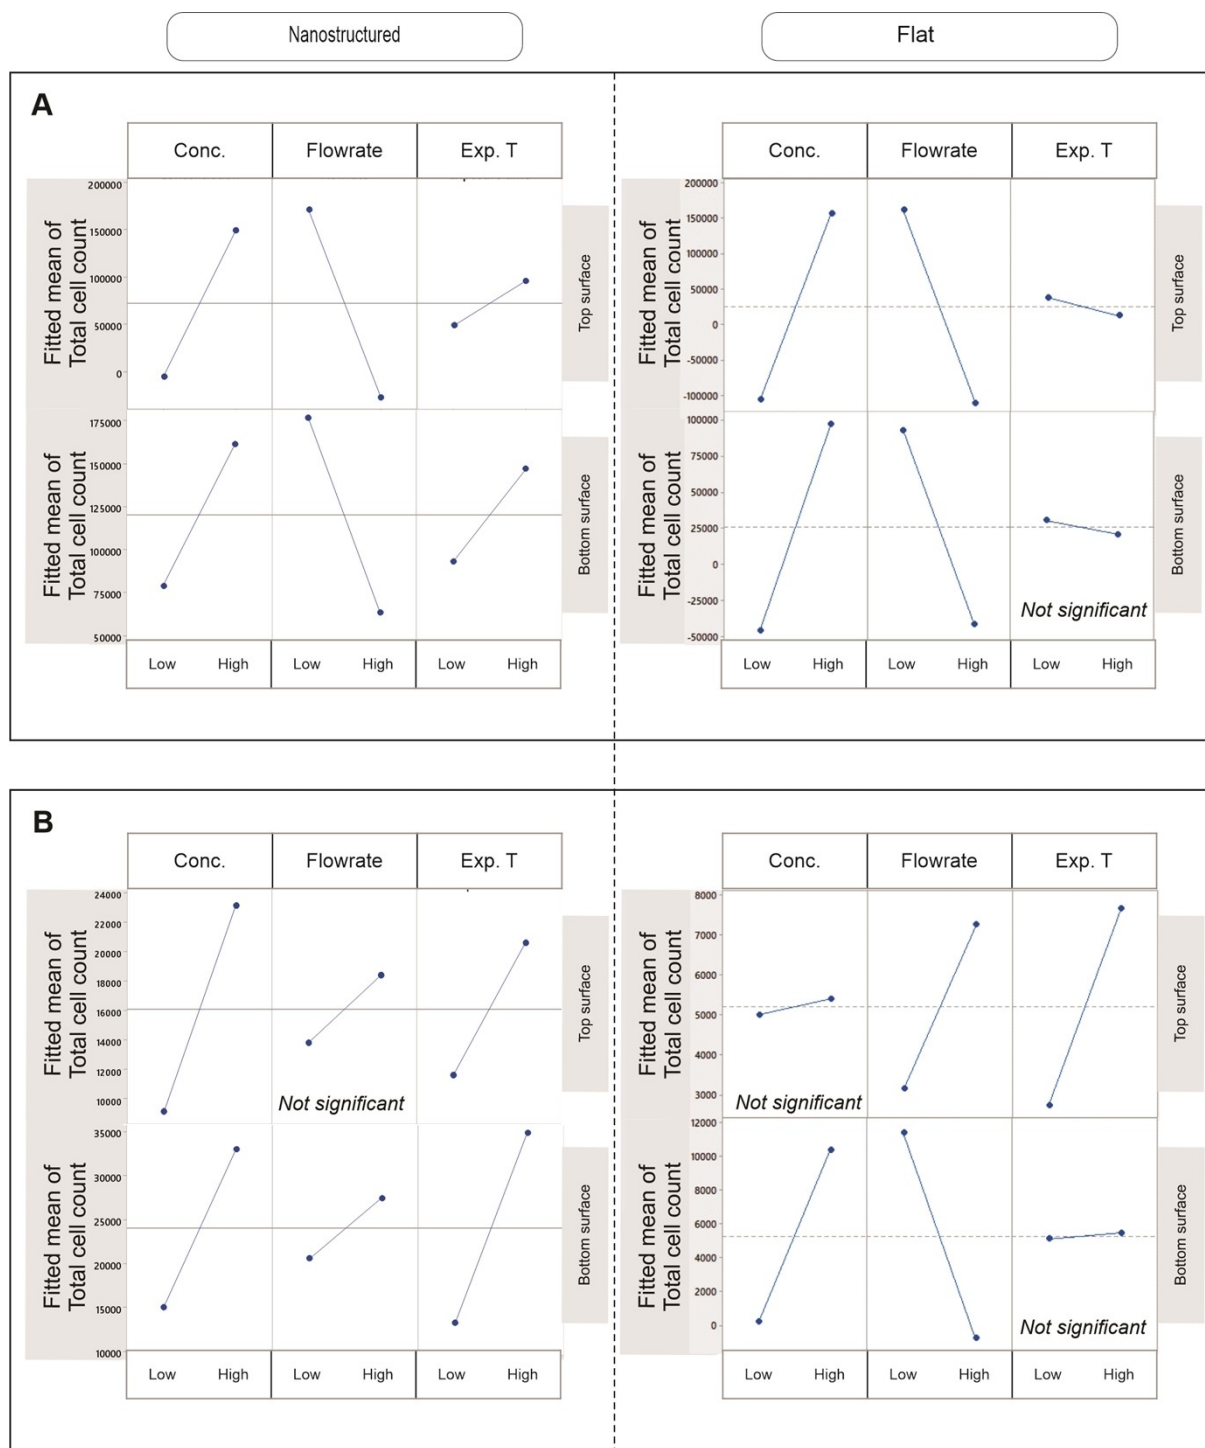 Nanostructured
Flat
A
Conc. Flowrate Exp. T
Fitted mean of
Total cell count
200000
150000
100000
50000
0
Top surface
Fitted mean of
Total cell count
175000
150000
125000
100000
75000
50000
Bottom surface
Low High Low High Low High
Conc. Flowrate Exp. T
Fitted mean of
Total cell count
200000
150000
100000
50000
0
-50000
-100000
Top surface
Fitted mean of
Total cell count
100000
75000
50000
25000
0
-25000
-50000
Not significant
Bottom surface
Low High Low High Low High
B
Conc. Flowrate Exp. T
Fitted mean of
Total cell count
24000
22000
20000
18000
16000
14000
12000
10000
Not significant
Top surface
Fitted mean of
Total cell count
35000
30000
25000
20000
15000
10000
Bottom surface
Low High Low High Low High
Conc. Flowrate Exp. T
Fitted mean of
Total cell count
8000
7000
6000
5000
4000
3000
Not significant
Top surface
Fitted mean of
Total cell count
12000
10000
8000
6000
4000
2000
0
Not significant
Bottom surface
Low High Low High Low High